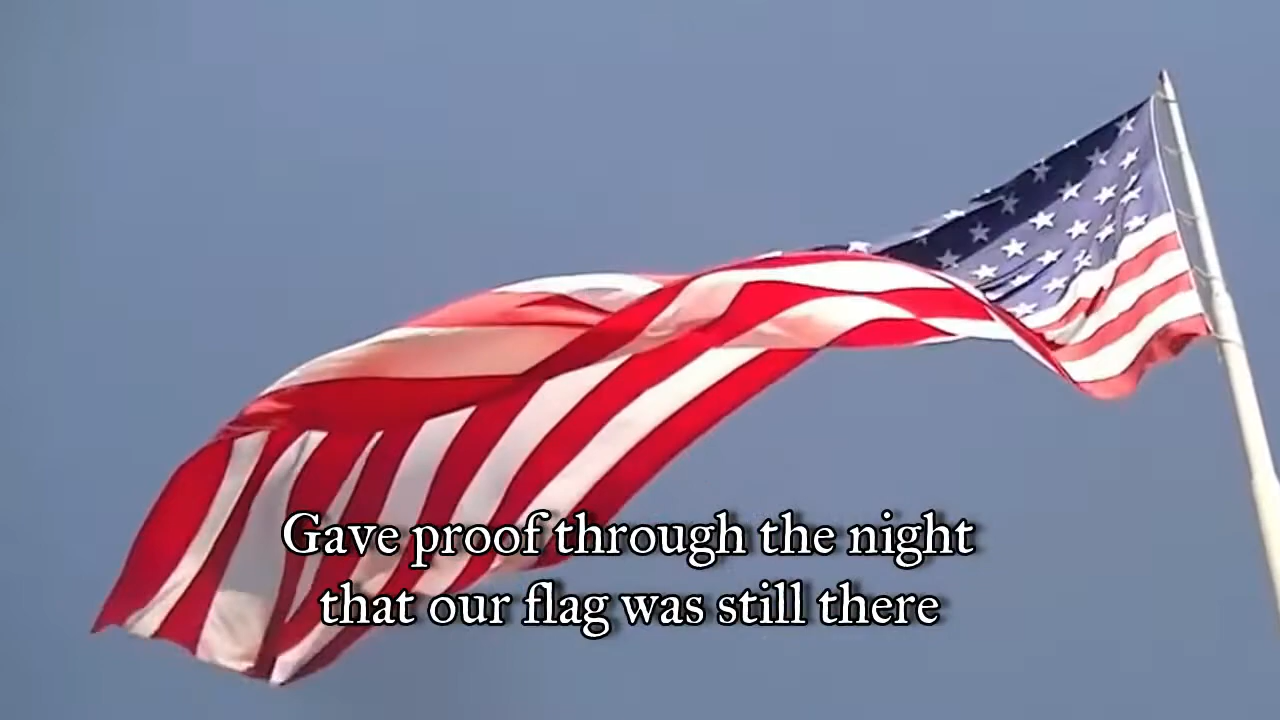 Gave proof through the night
that our flag was still there